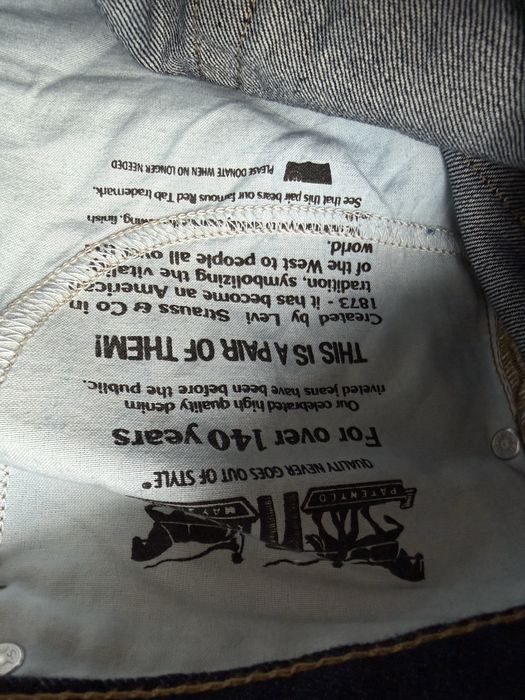 PATENTED
QUALITY NEVER GOES OUT OF STYLE®
For over 140 years
Our celebrated high quality denim
riveted jeans have been before the public.
THIS IS A PAIR OF THEM!
Created by Levi Strauss & Co in
1873 - it has become an American
tradition, symbolizing the
of the West to people all over
world.
finish.
See that this pair bears our famous Red Tab trademark.
PLEASE DONATE WHEN NO LONGER NEEDED